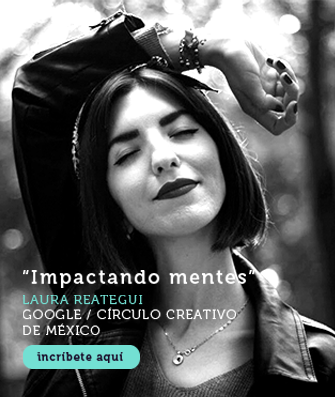 “Impactando mentes”
LAURA REATEGUI
GOOGLE / CÍRCULO CREATIVO
DE MÉXICO
incríbete aquí